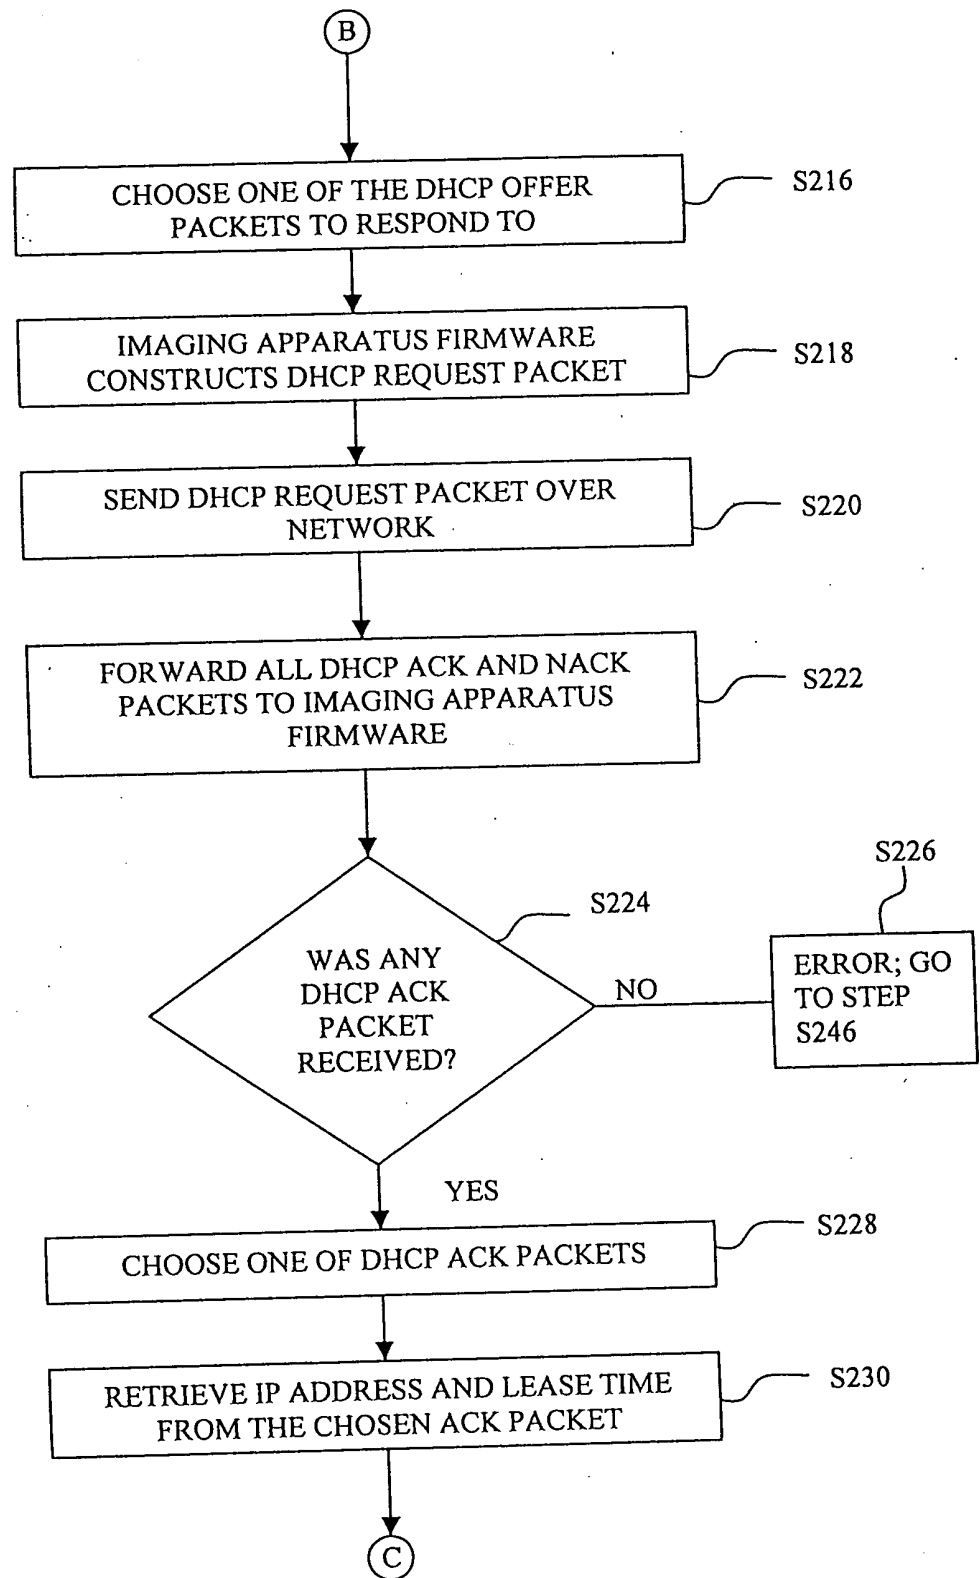 B
CHOOSE ONE OF THE DHCP OFFER
PACKETS TO RESPOND TO
S216
IMAGING APPARATUS FIRMWARE
CONSTRUCTS DHCP REQUEST PACKET
S218
SEND DHCP REQUEST PACKET OVER
NETWORK
S220
FORWARD ALL DHCP ACK AND NACK
PACKETS TO IMAGING APPARATUS
FIRMWARE
S222
S226
S224
WAS ANY
DHCP ACK
PACKET
RECEIVED?
NO
ERROR; GO
TO STEP
S246
YES
S228
CHOOSE ONE OF DHCP ACK PACKETS
S230
RETRIEVE IP ADDRESS AND LEASE TIME
FROM THE CHOSEN ACK PACKET
C